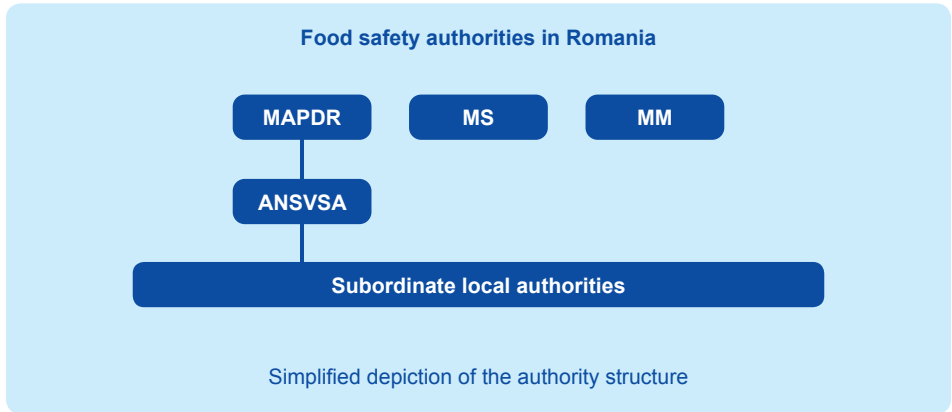 Food safety authorities in Romania
MAPDR MS MM
ANSVSA
Subordinate local authorities
Simplified depiction of the authority structure